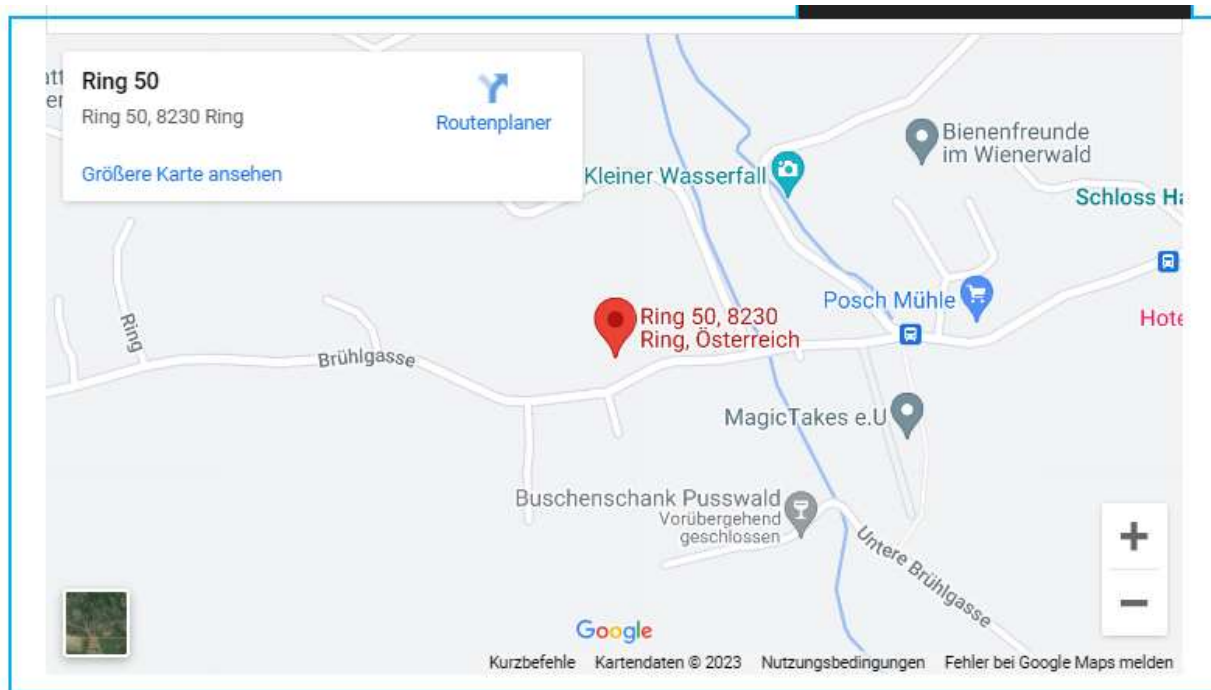 Ring 50
Ring 50, 8230 Ring
Routenplaner
Größere Karte ansehen
Bienenfreunde
im Wienerwald
Kleiner Wasserfall
Schloss Ha
Posch Mühle
Hote
Ring 50, 8230
Ring, Österreich
Ring
Brühlgasse
MagicTakes e.U
Buschenschank Pusswald
Vorübergehend
geschlossen
Untere Brühlgasse
Google
Kurzbefehle Kartendaten © 2023 Nutzungsbedingungen Fehler bei Google Maps melden